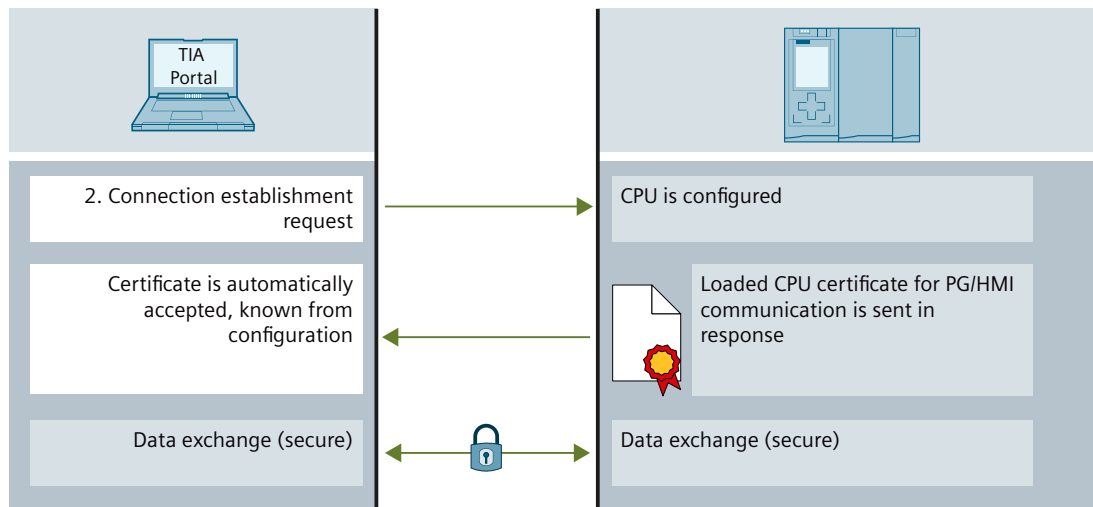 TIA
Portal
2. Connection establishment
request
CPU is configured
Certificate is automatically
accepted, known from
configuration
Loaded CPU certificate for PG/HMI
communication is sent in
response
Data exchange (secure)
Data exchange (secure)